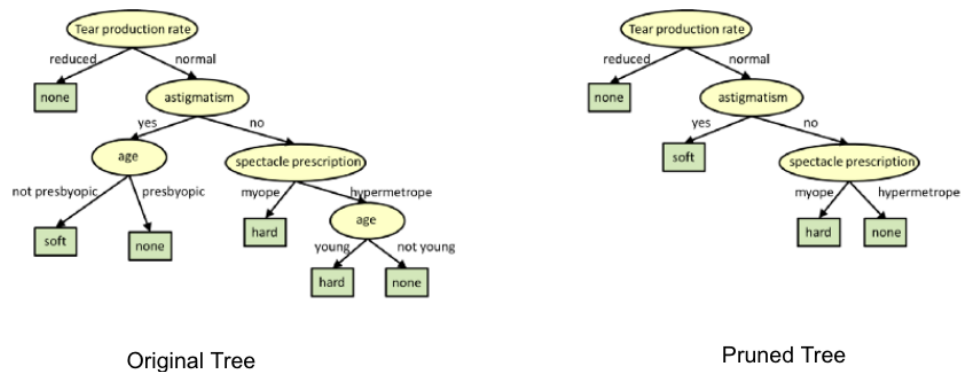 Tear production rate
reduced
normal
none
astigmatism
yes
no
age
spectacle prescription
not presbyopic
presbyopic
myope
hypermetrope
soft
none
hard
age
young
not young
hard
none
Original Tree
Tear production rate
reduced
normal
none
astigmatism
yes
no
soft
spectacle prescription
myope
hypermetrope
hard
none
Pruned Tree